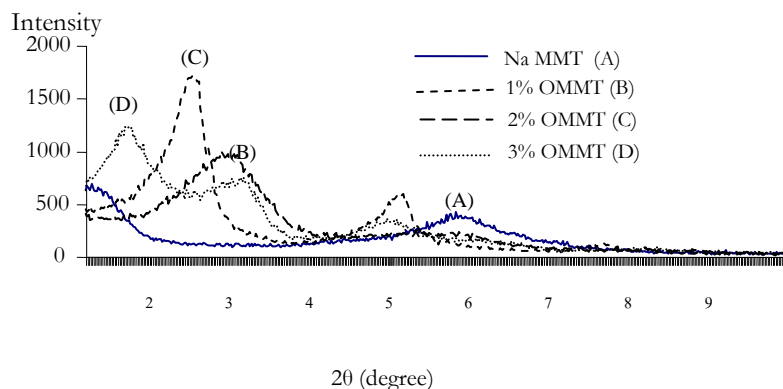 Intensity
2000
1500
1000
500
0
(C)
(D)
(B)
(A)
Na MMT (A)
1% OMMT (B)
2% OMMT (C)
3% OMMT (D)
2 3 4 5 6 7 8 9
2θ (degree)